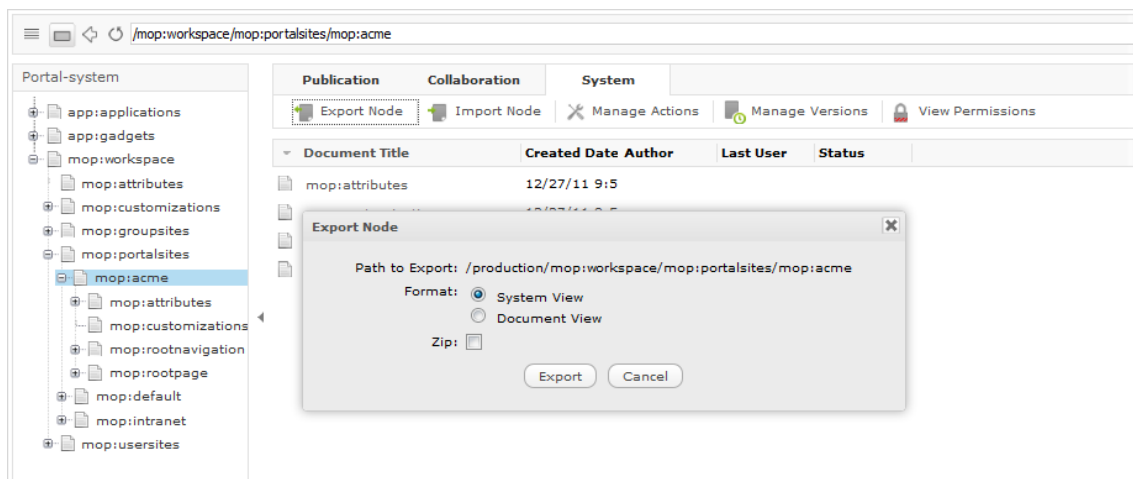 /mop:workspace/mop:portalsites/mop:acme
Portal-system
app:applications
app:gadgets
mop:workspace
mop:attributes
mop:customizations
mop:groupsites
mop:portalsites
mop:acme
mop:attributes
mop:customizations
mop:rootnavigation
mop:rootpage
mop:default
mop:intranet
mop:usersites
Publication Collaboration System
Export Node Import Node Manage Actions Manage Versions View Permissions
Document Title Created Date Author Last User Status
mop:attributes 12/27/11 9:5
Export Node
Path to Export: /production/mop:workspace/mop:portalsites/mop:acme
Format: System View
Document View
Zip:
Export Cancel